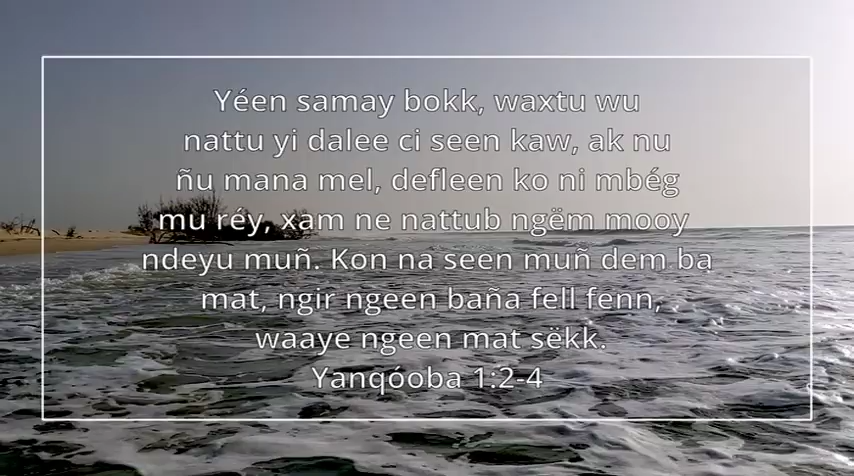 Yéen samay bokk, waxtu wu
nattu yi dalee ci seen kaw, ak nu
ñu mana mel, defleen ko ni mbég
mu réy, xam ne nattub ngëm mooy
ndeyu muñ. Kon na seen muñ dem ba
mat, ngir ngeen baña fell fenn,
waaye ngeen mat sëkk.
Yanqóoba 1:2-4